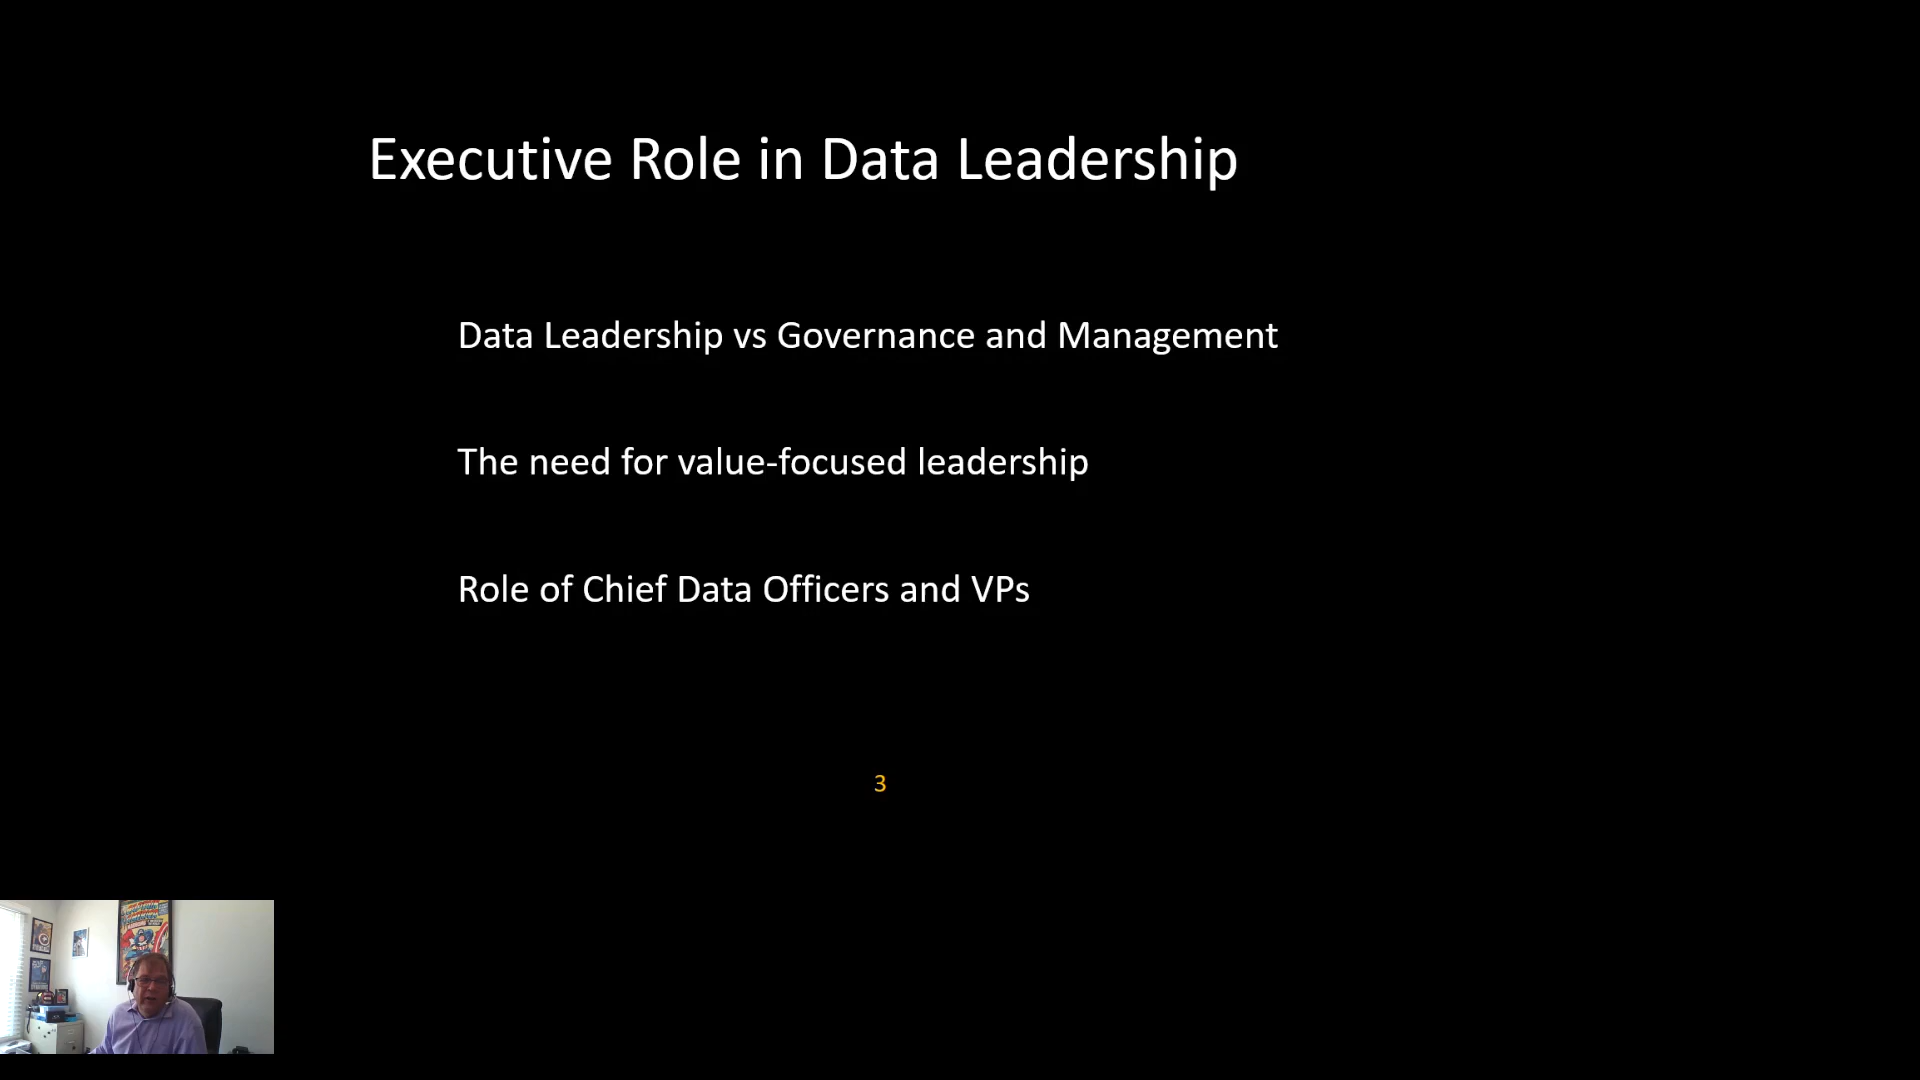 Executive Role in Data Leadership
Data Leadership vs Governance and Management
The need for value-focused leadership
Role of Chief Data Officers and VPs
3